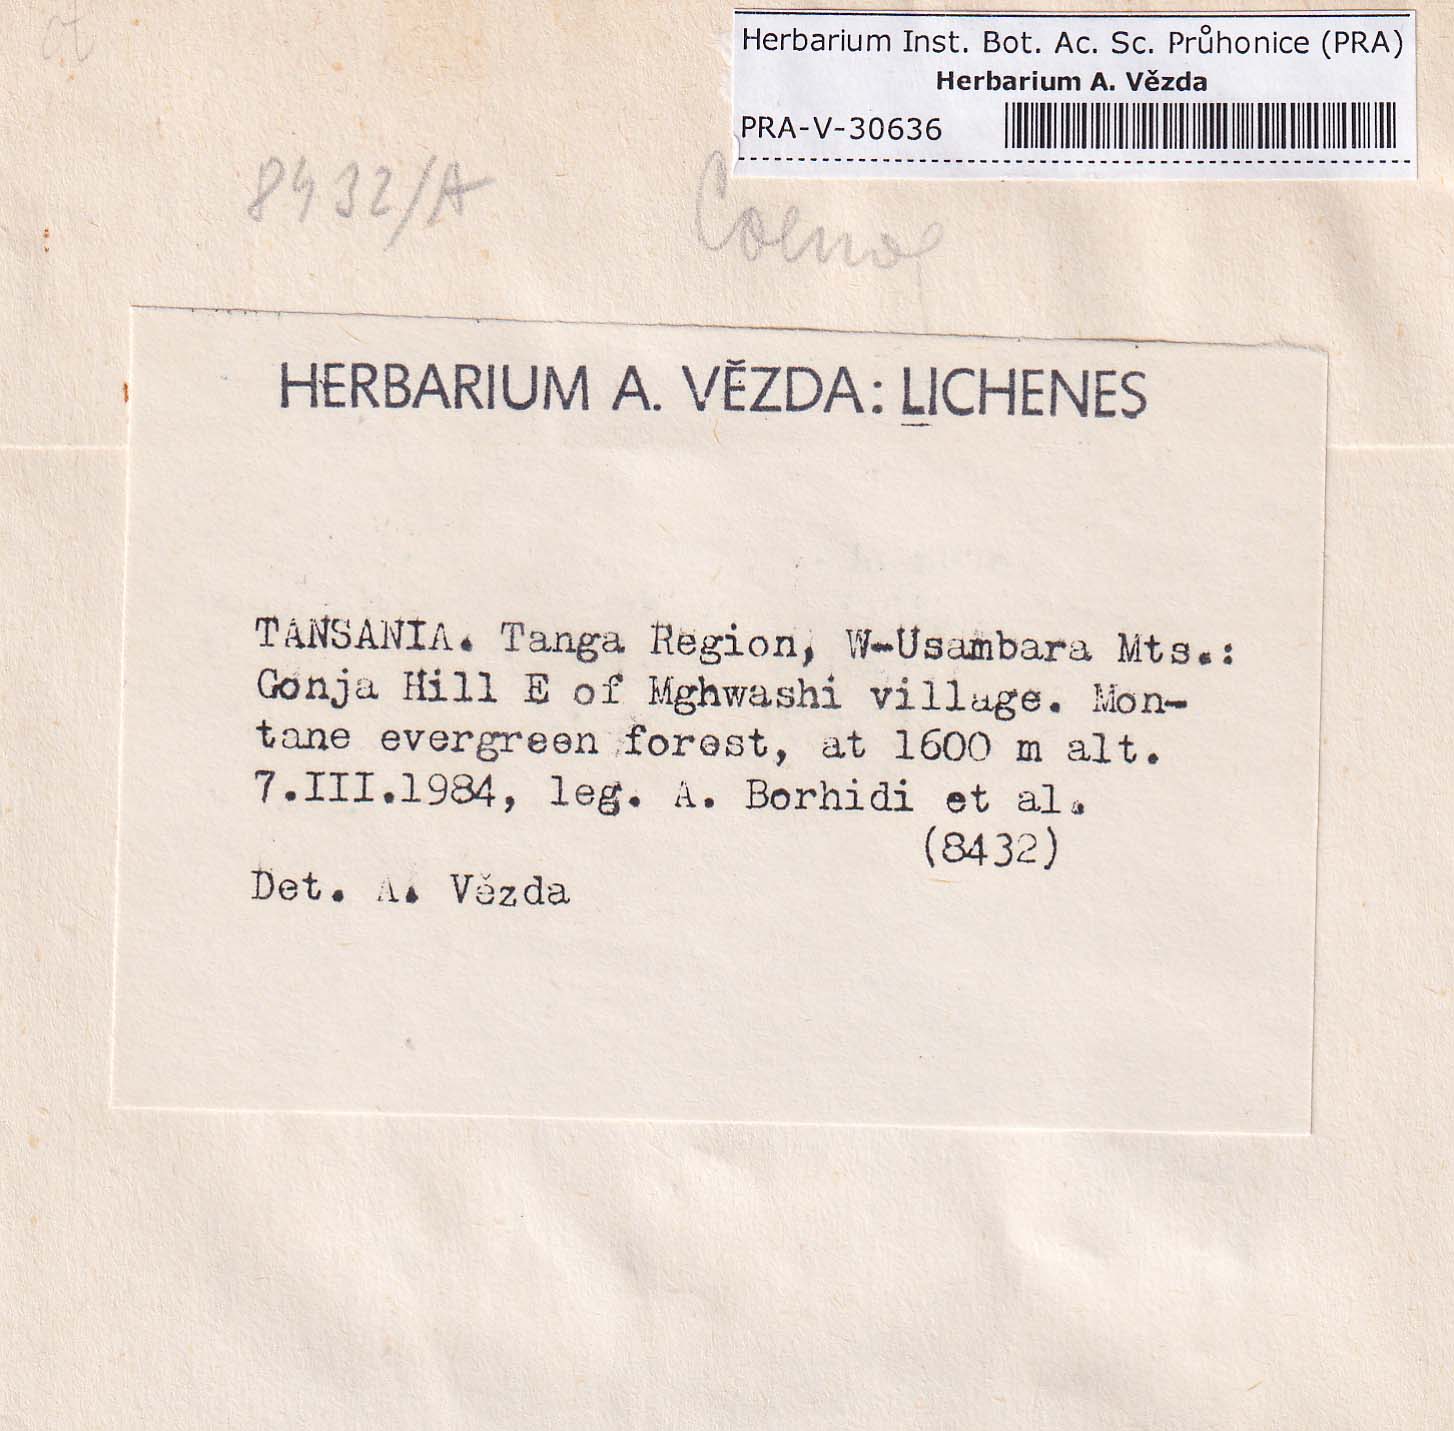 Herbarium Inst. Bot. Ac. Sc. Průhonice (PRA)
Herbarium A. Vězda
PRA-V-30636
8432/A
HERBARIUM A. VĚZDA: LICHENES
TANSANIA. Tanga Region, W-Usambara Mts.:
Gonja Hill E of Mghwashi village. Mon-
tane evergreen forest, at 1600 m alt.
7.III.1984, leg. A. Borhidi et al.
(8432)
Det. A. Vězda